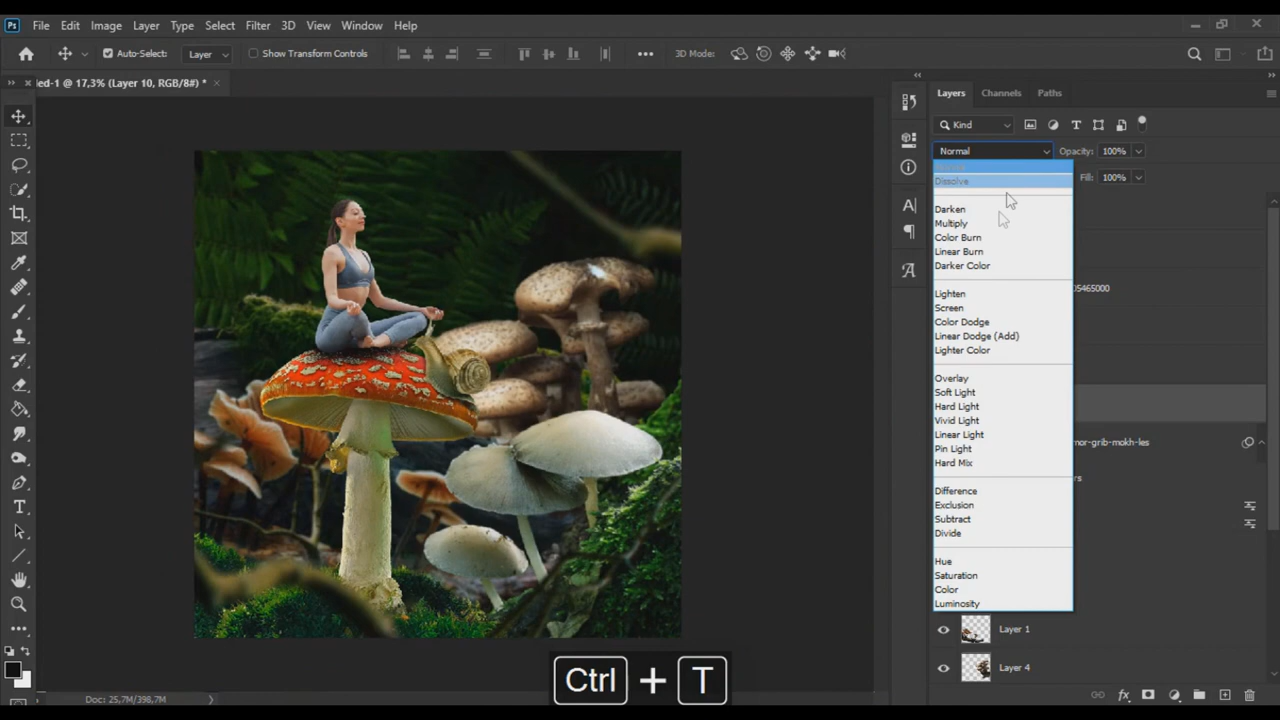 Ps File Edit Image Layer Type Select Filter 3D View Window Help
Auto-Select: Layer Show Transform Controls 3D Mode:
led-1 @ 17,3% (Layer 10, RGB/8#) *
Layers Channels Paths
Kind
Normal Opacity: 100%
Fill: 100%
Dissolve
Darken
Multiply
Color Burn
Linear Burn
Darker Color
05465000
Lighten
Screen
Color Dodge
Linear Dodge (Add)
Lighter Color
Overlay
Soft Light
Hard Light
Vivid Light
Linear Light
mor-grib-mokh-les
Pin Light
Hard Mix
rs
Difference
Exclusion
Subtract
Divide
Hue
Saturation
Color
Luminosity
Layer 1
Layer 4
Ctrl + T
Doc: 25,7M/398,7M